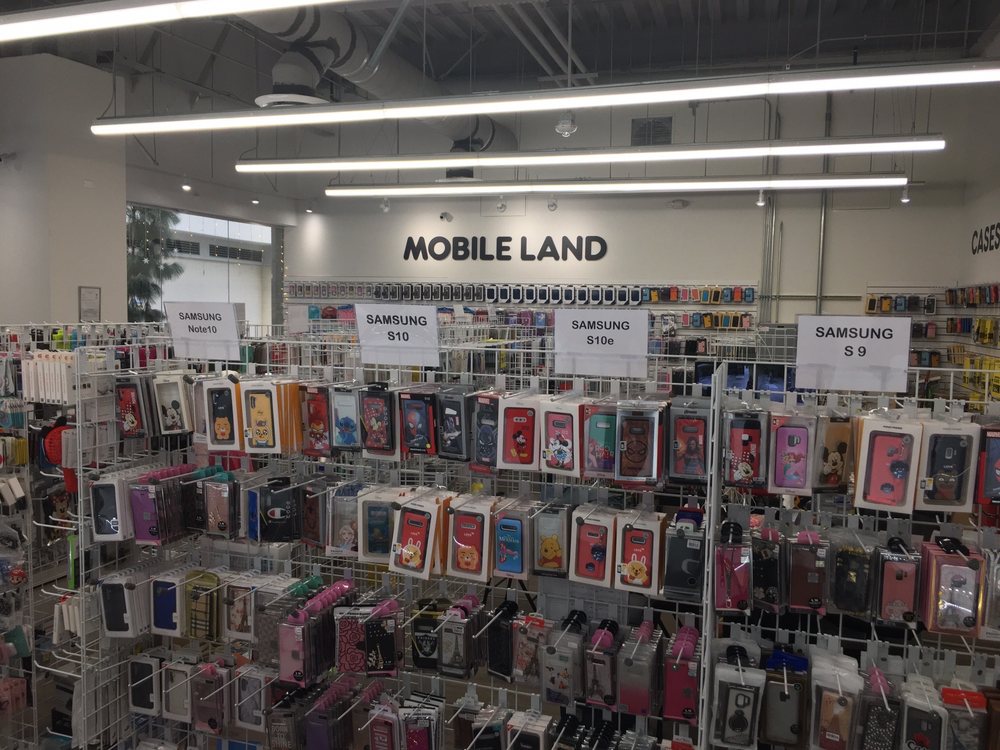 MOBILE LAND
CASES
SAMSUNG
Note10
SAMSUNG
S10
SAMSUNG
S10e
SAMSUNG
S 9